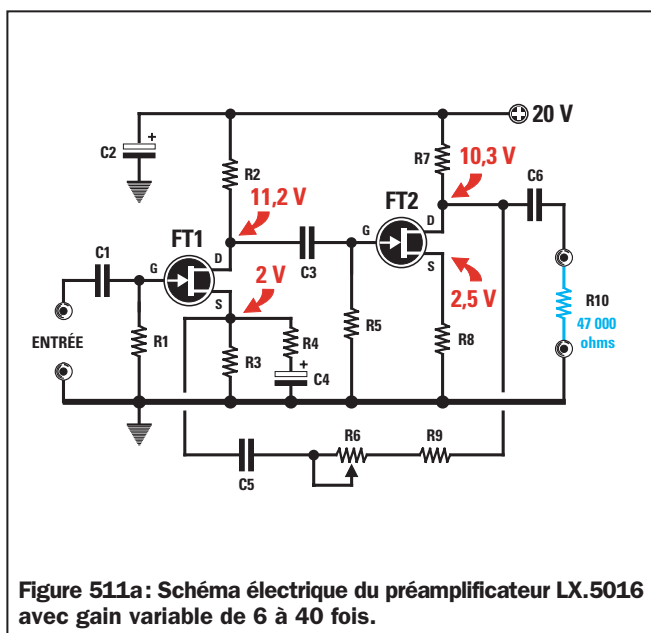 20 V
C2
+
R2
R7
10,3 V
C6
11,2 V
FT2
FT1
D
G
D
C3
S
C1
G
S
2 V
2,5 V
R10
47 000
ohms
ENTRÉE
R1
R3
R4
+
C4
R5
R8
R6
R9
C5
Figure 511a: Schéma électrique du préamplificateur LX.5016
avec gain variable de 6 à 40 fois.